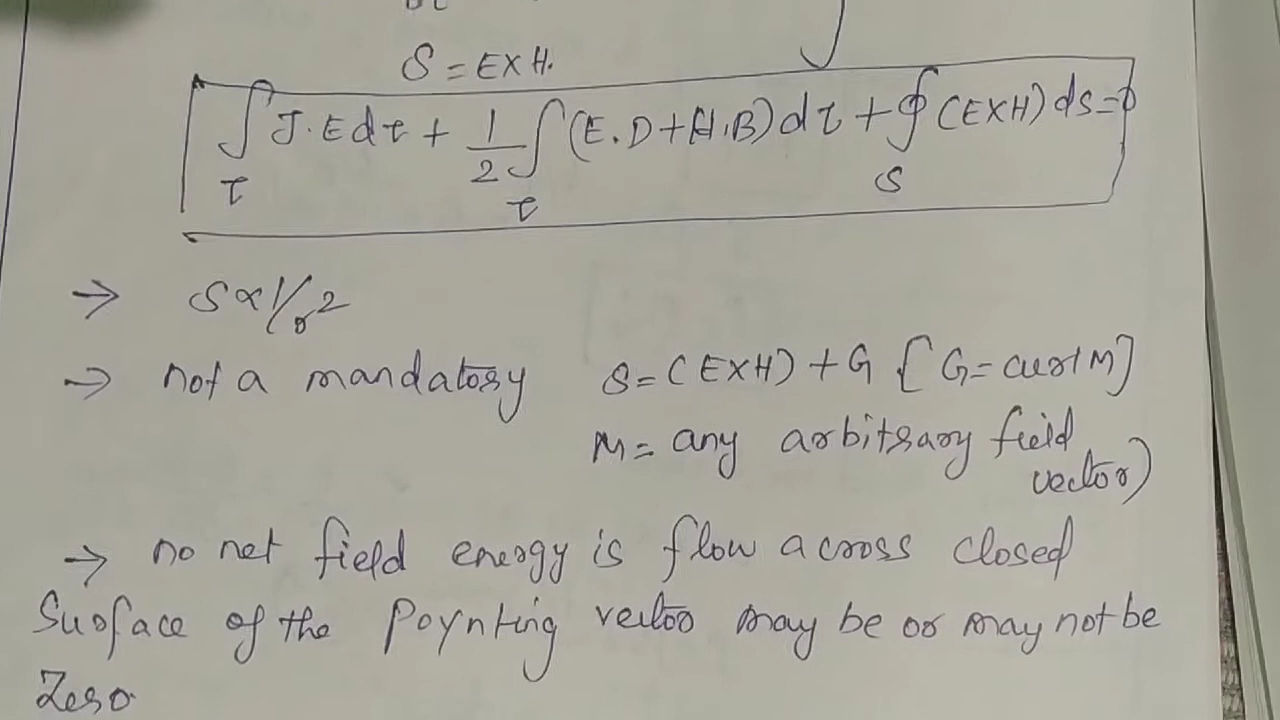 S = E×H.
∫ J·E dτ + 1/2 ∫ (E.D + H.B) dτ + ∮ (E×H) ds = 0
τ τ S
→ S ∝ 1/r2
→ not a mandatory S = (E×H) + G [G = curl M]
M = any arbitrary field
vector)
→ no net field energy is flow across closed
Surface of the Poynting vector may be or may not be
Zero.